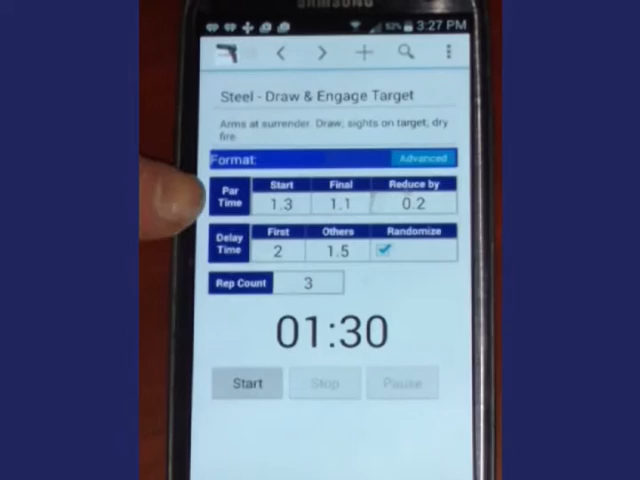 SAMSUNG
3:27 PM
Steel - Draw & Engage Target
Arms at surrender. Draw, sights on target, dry
fire.
Format: Advanced
Par Time Start Final Reduce by
1.3 1.1 0.2
Delay Time First Others Randomize
2 1.5
Rep Count 3
01:30
Start Stop Pause